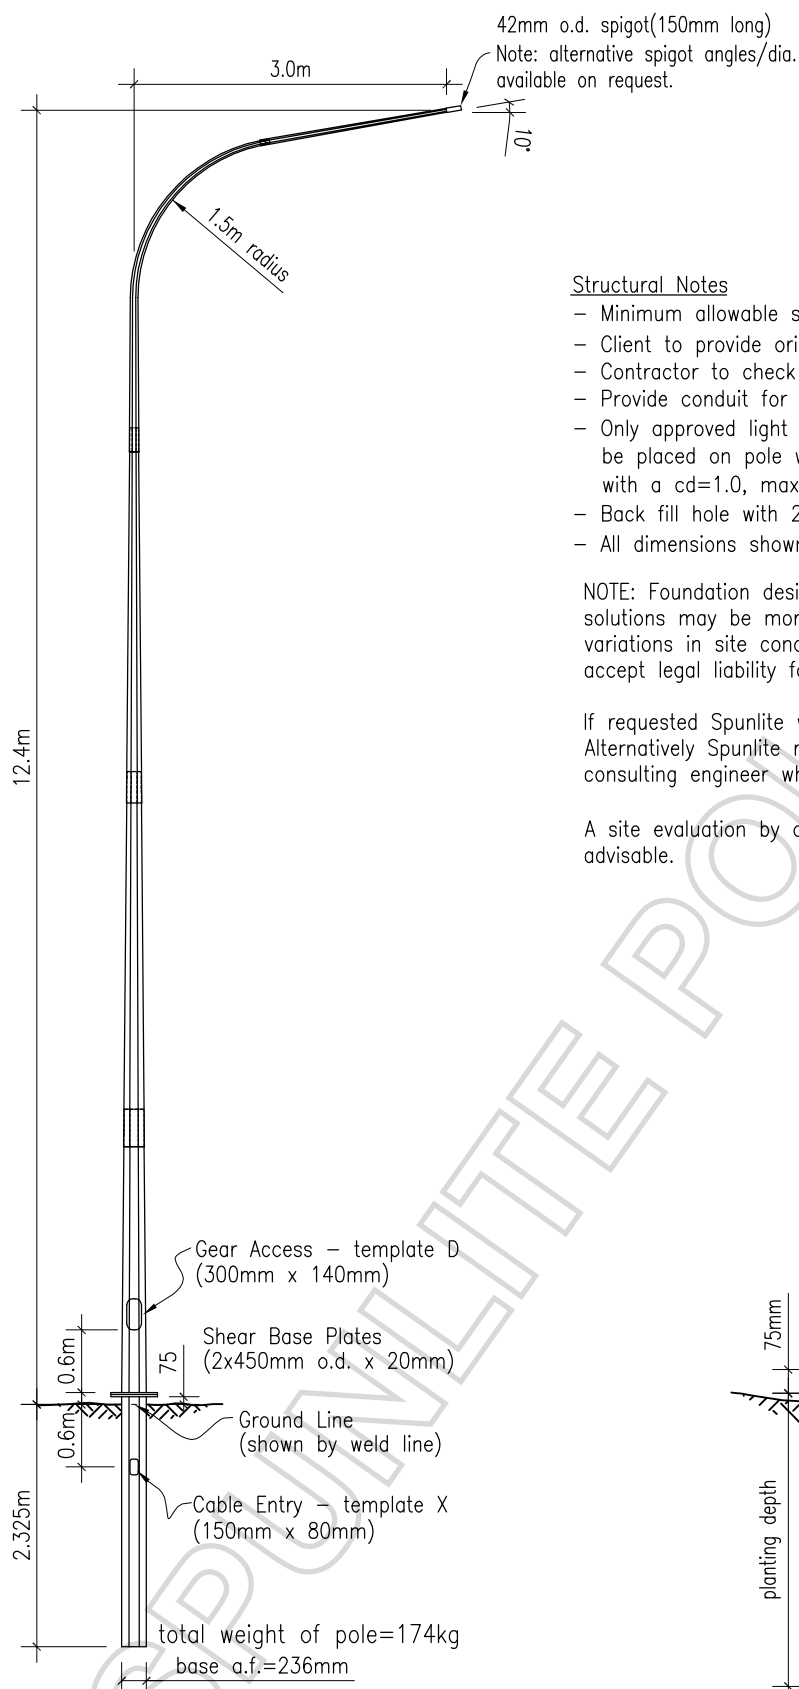 42mm o.d. spigot(150mm long)
Note: alternative spigot angles/dia.
available on request.
3.0m
10°
1.5m radius
Structural Notes
- Minimum allowable s
- Client to provide ori
- Contractor to check
- Provide conduit for
- Only approved light
be placed on pole w
with a cd=1.0, max
- Back fill hole with 2
- All dimensions shown
NOTE: Foundation desi
solutions may be mor
variations in site cond
accept legal liability fo
If requested Spunlite w
Alternatively Spunlite m
consulting engineer wh
A site evaluation by a
advisable.
12.4m
Gear Access - template D
(300mm x 140mm)
Shear Base Plates
(2x450mm o.d. x 20mm)
0.6m
75
75mm
Ground Line
(shown by weld line)
0.6m
Cable Entry - template X
(150mm x 80mm)
2.325m
planting depth
total weight of pole=174kg
base a.f.=236mm
SPUNLITE PO